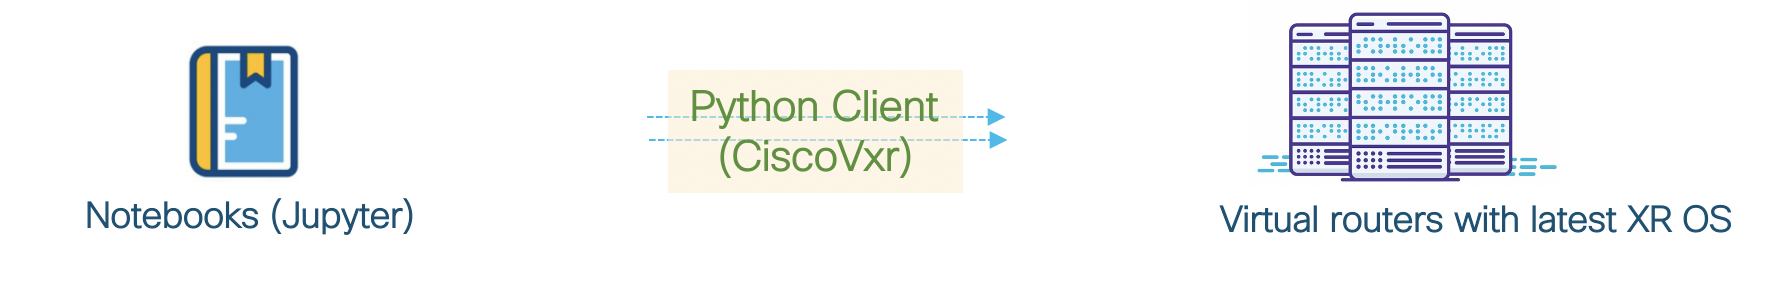 Python Client
(CiscoVxr)
Notebooks (Jupyter)
Virtual routers with latest XR OS